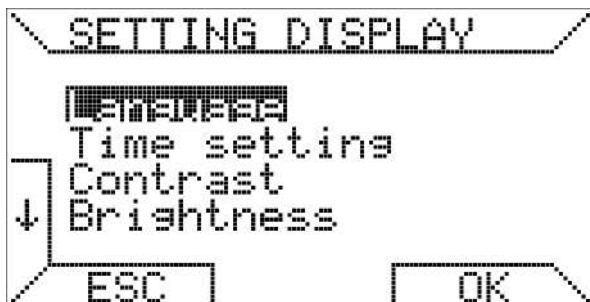 SETTING DISPLAY
Language
Time setting
Contrast
Brightness
↓
ESC OK